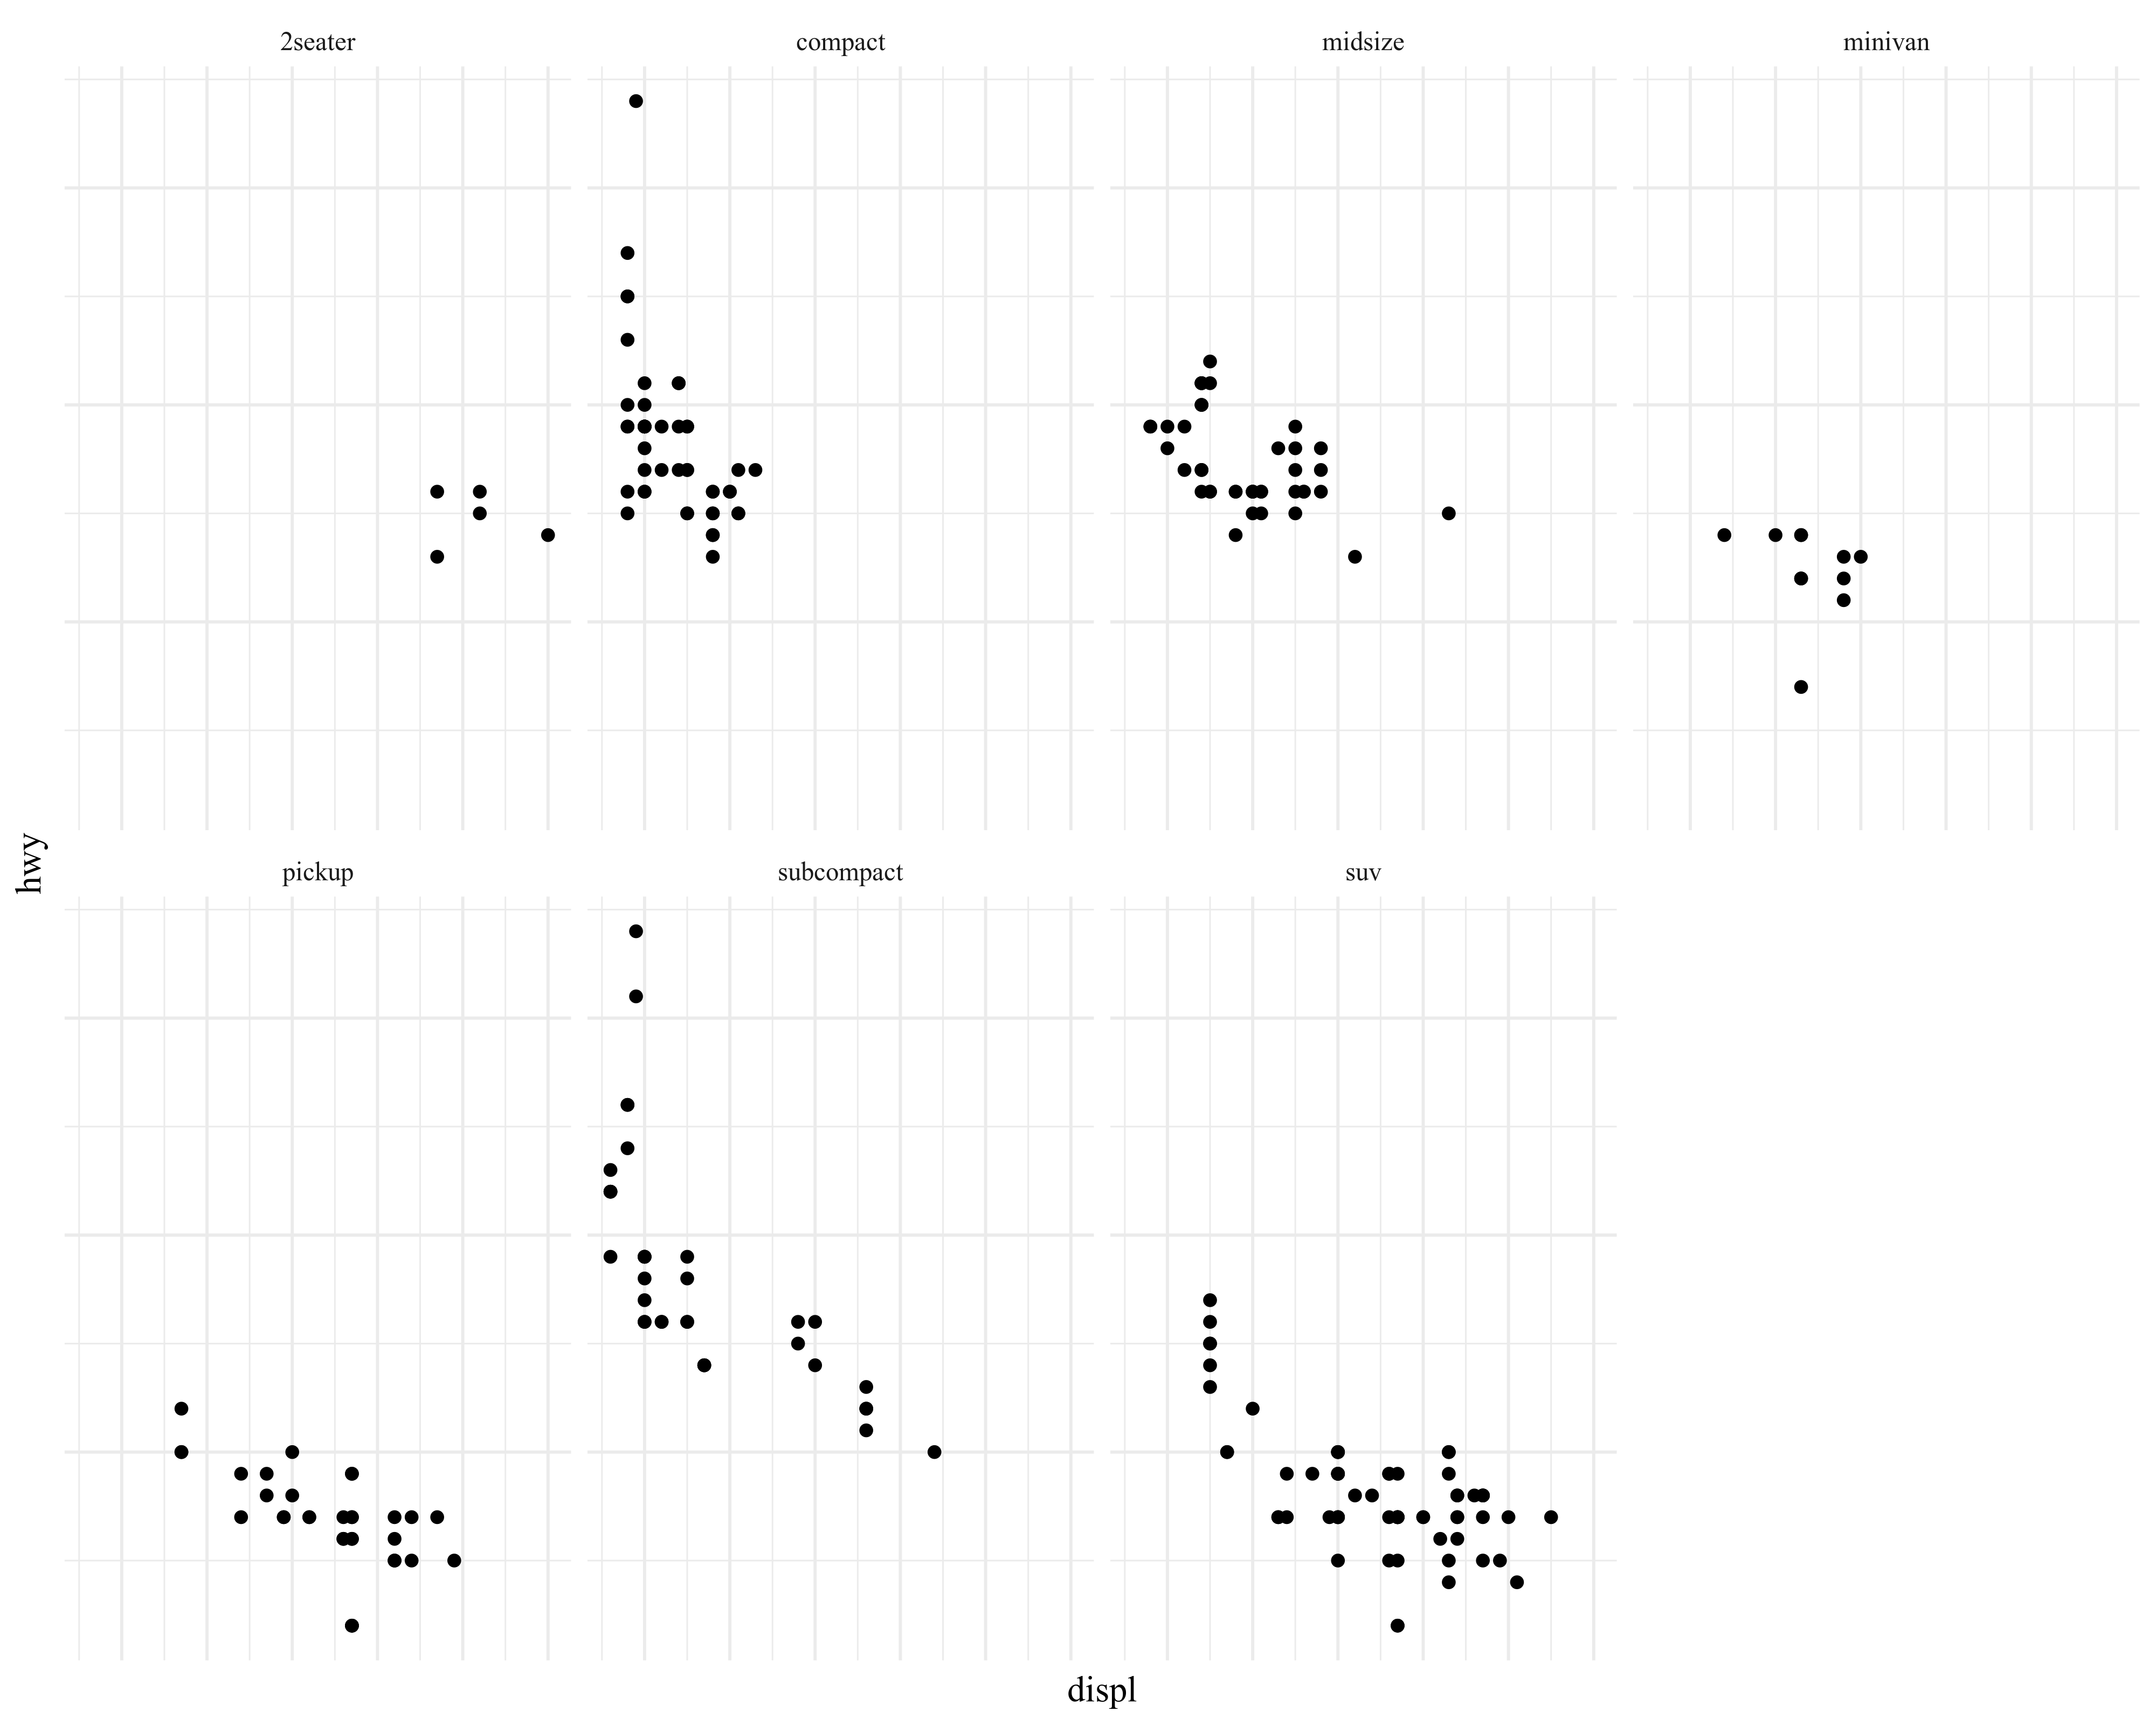 2seater
compact
midsize
minivan
hwy
pickup
subcompact
suv
displ